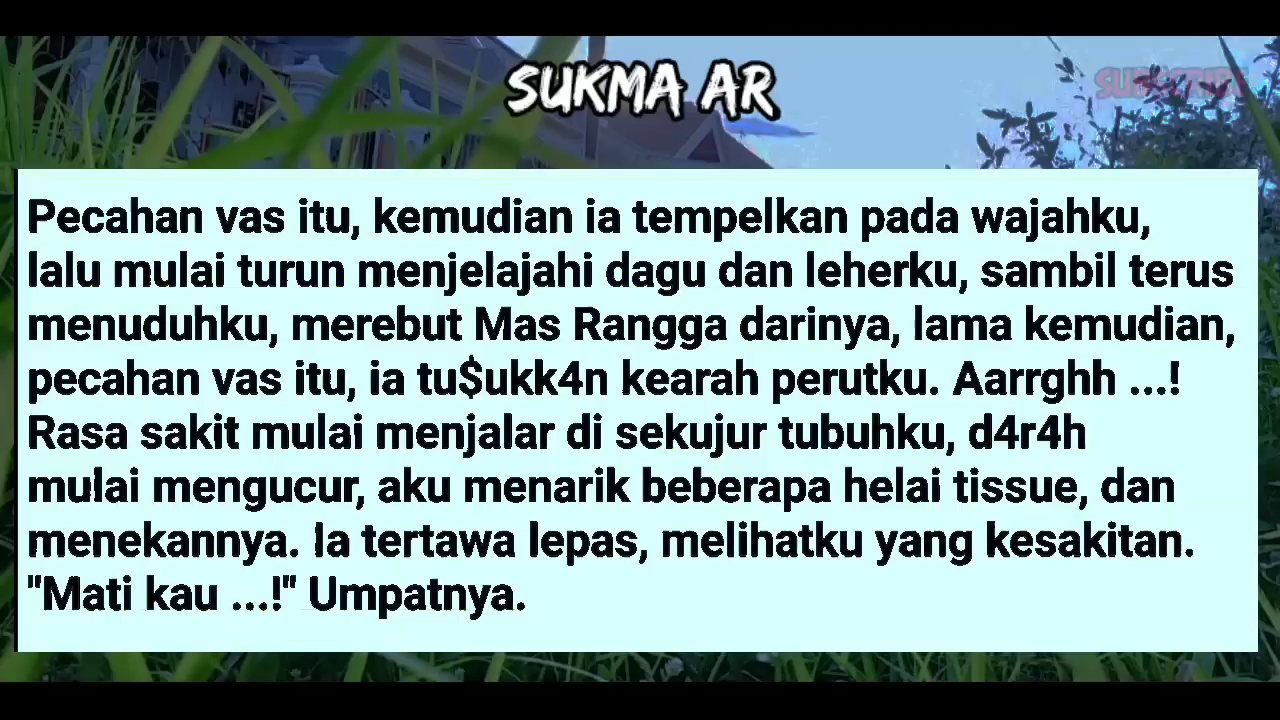 SUKMA AR
SUBSCRIBE
Pecahan vas itu, kemudian ia tempelkan pada wajahku,
lalu mulai turun menjelajahi dagu dan leherku, sambil terus
menuduhku, merebut Mas Rangga darinya, lama kemudian,
pecahan vas itu, ia tu$ukk4n kearah perutku. Aarrghh ...!
Rasa sakit mulai menjalar di sekujur tubuhku, d4r4h
mulai mengucur, aku menarik beberapa helai tissue, dan
menekannya. Ia tertawa lepas, melihatku yang kesakitan.
"Mati kau ...!" Umpatnya.